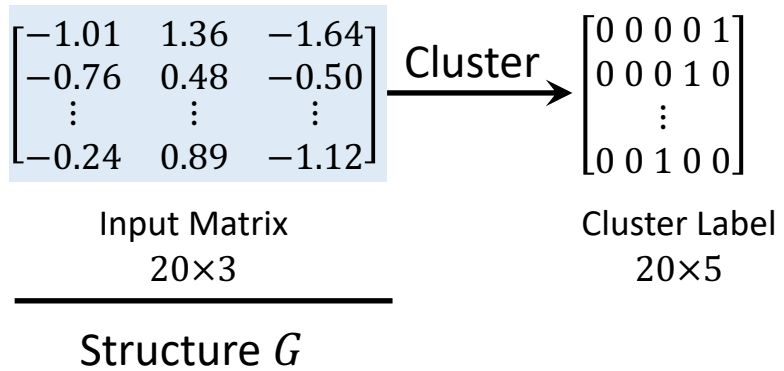 −1.01 1.36 −1.64
−0.76 0.48 −0.50
⋮ ⋮ ⋮
−0.24 0.89 −1.12
Cluster
0 0 0 0 1
0 0 0 1 0
⋮
0 0 1 0 0
Input Matrix
20×3
Cluster Label
20×5
Structure G